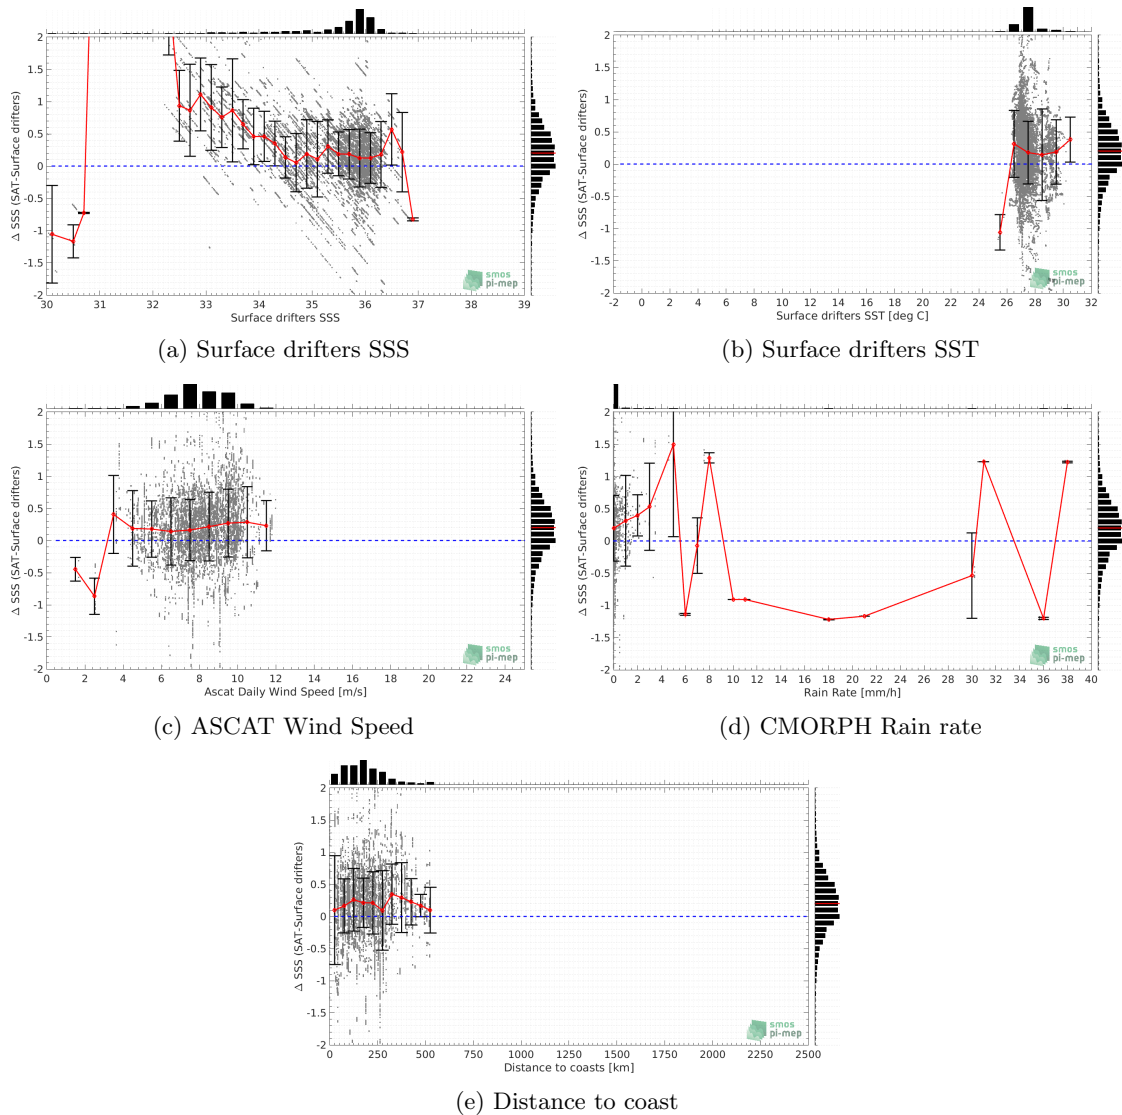 2
1.5
1
0.5
0
-0.5
-1
-1.5
-2
Δ SSS (SAT-Surface drifters)
30 31 32 33 34 35 36 37 38 39
Surface drifters SSS
smos
pi-mep
(a) Surface drifters SSS
2
1.5
1
0.5
0
-0.5
-1
-1.5
-2
Δ SSS (SAT-Surface drifters)
-2 0 2 4 6 8 10 12 14 16 18 20 22 24 26 28 30 32
Surface drifters SST [deg C]
smos
pi-mep
(b) Surface drifters SST
2
1.5
1
0.5
0
-0.5
-1
-1.5
-2
Δ SSS (SAT-Surface drifters)
0 2 4 6 8 10 12 14 16 18 20 22 24
Ascat Daily Wind Speed [m/s]
smos
pi-mep
(c) ASCAT Wind Speed
2
1.5
1
0.5
0
-0.5
-1
-1.5
-2
Δ SSS (SAT-Surface drifters)
0 2 4 6 8 10 12 14 16 18 20 22 24 26 28 30 32 34 36 38 40
Rain Rate [mm/h]
smos
pi-mep
(d) CMORPH Rain rate
2
1.5
1
0.5
0
-0.5
-1
-1.5
-2
Δ SSS (SAT-Surface drifters)
0 250 500 750 1000 1250 1500 1750 2000 2250 2500
Distance to coasts [km]
smos
pi-mep
(e) Distance to coast